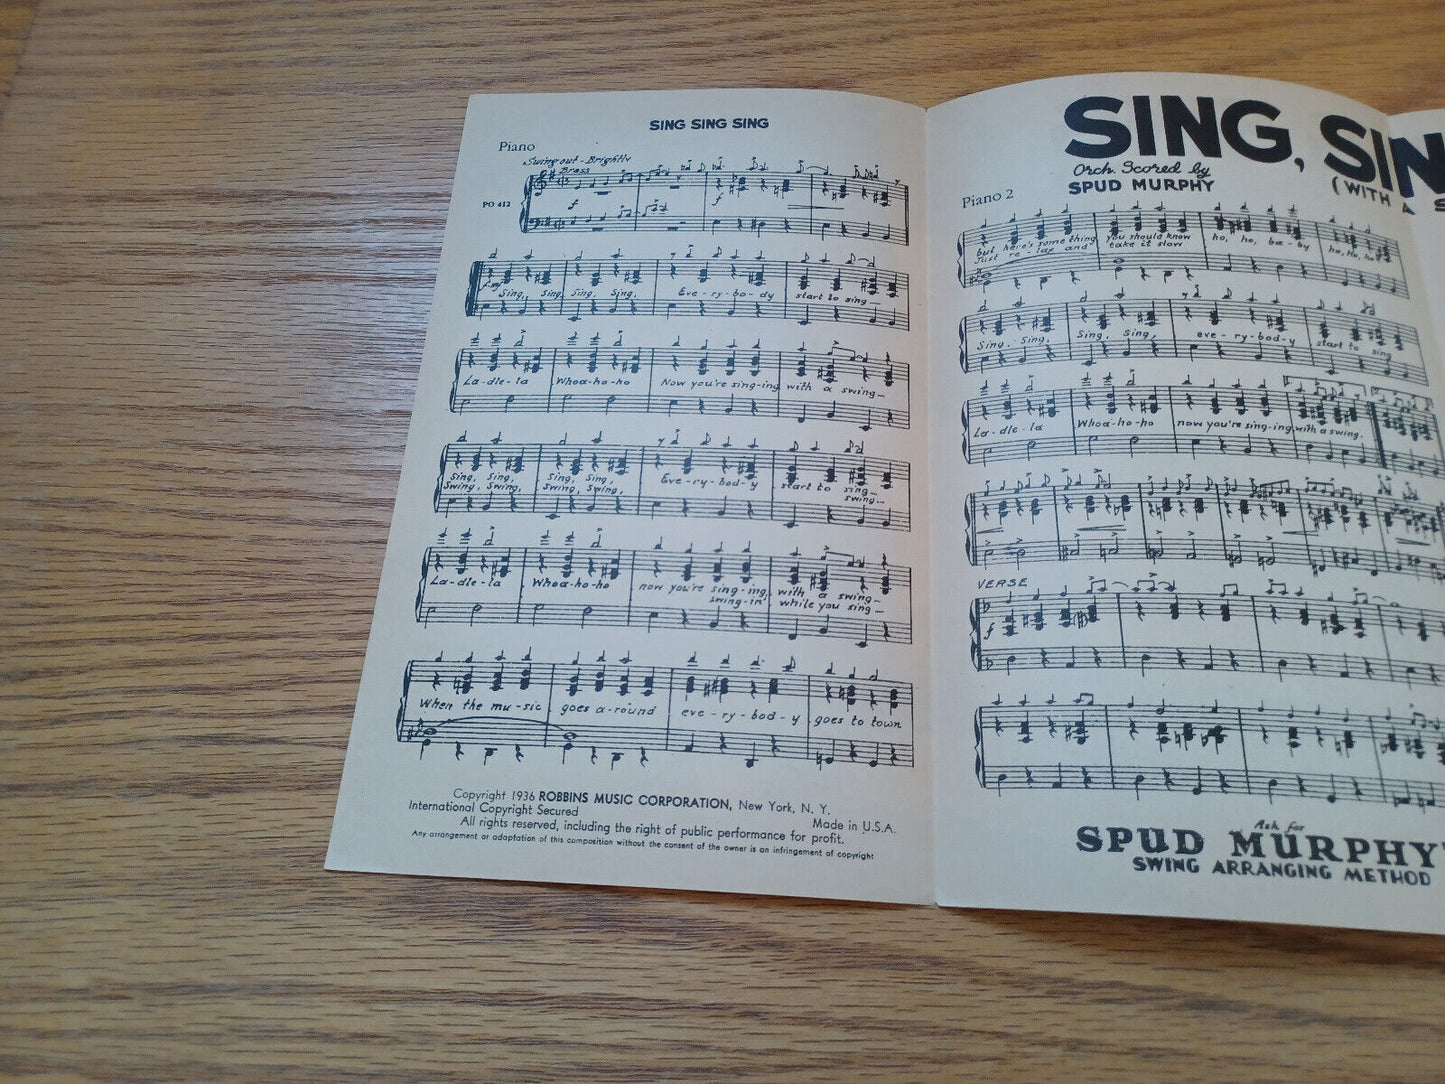 SING SING SING
Piano
Swing out - Brightly
Brass
PO 412
Sing, Sing, Sing, Sing, Eve-ry-bo-dy start to sing
La-dle-la Whoa-ho-ho Now you're sing-ing with a swing
Sing, Sing, Sing, Sing, Eve-ry-bod-y start to sing
Swing, Swing, Swing, Swing, swing
La-dle-la Whoa-ho-ho now you're sing-ing, with a swing
swing-in' while you sing
When the mu-sic goes a-round eve-ry-bod-y goes to town
Copyright 1936 ROBBINS MUSIC CORPORATION, New York, N. Y.
International Copyright Secured Made in U.S.A.
All rights reserved, including the right of public performance for profit.
Any arrangement or adaptation of this composition without the consent of the owner is an infringement of copyright
SING, SIN
Orch. Scored by
SPUD MURPHY
(WITH A S
Piano 2
but here's some thing you should know ho, ho, ba-by ho, ho, ho
Just re-lax and take it slow
Sing, Sing, Sing, Sing, eve-ry-bod-y start to sing
La-dle-la Whoa-ho-ho now you're sing-ing, with a swing.
VERSE
Ask for
SPUD MURPHY'
SWING ARRANGING METHOD